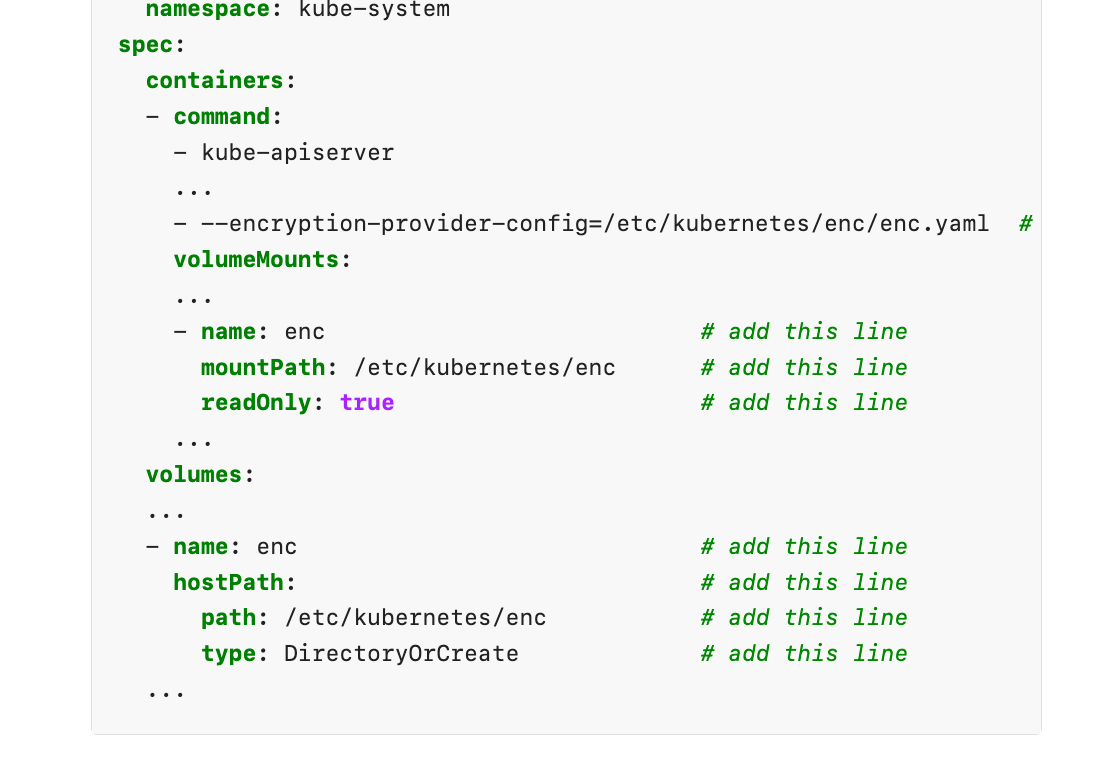 namespace: kube-system
spec:
containers:
- command:
- kube-apiserver
...
- --encryption-provider-config=/etc/kubernetes/enc/enc.yaml  #
volumeMounts:
...
- name: enc                           # add this line
mountPath: /etc/kubernetes/enc      # add this line
readOnly: true                      # add this line
...
volumes:
...
- name: enc                             # add this line
hostPath:                             # add this line
path: /etc/kubernetes/enc           # add this line
type: DirectoryOrCreate             # add this line
...